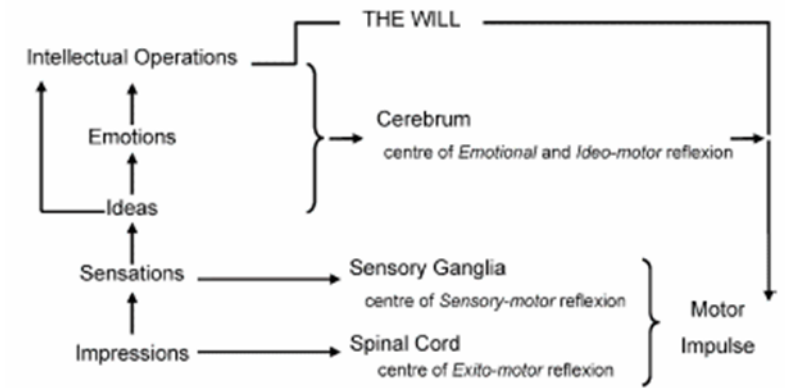 THE WILL
Intellectual Operations
Cerebrum
centre of Emotional and Ideo-motor reflexion
Emotions
Ideas
Sensations
Sensory Ganglia
centre of Sensory-motor reflexion
Motor
Impulse
Impressions
Spinal Cord
centre of Exito-motor reflexion